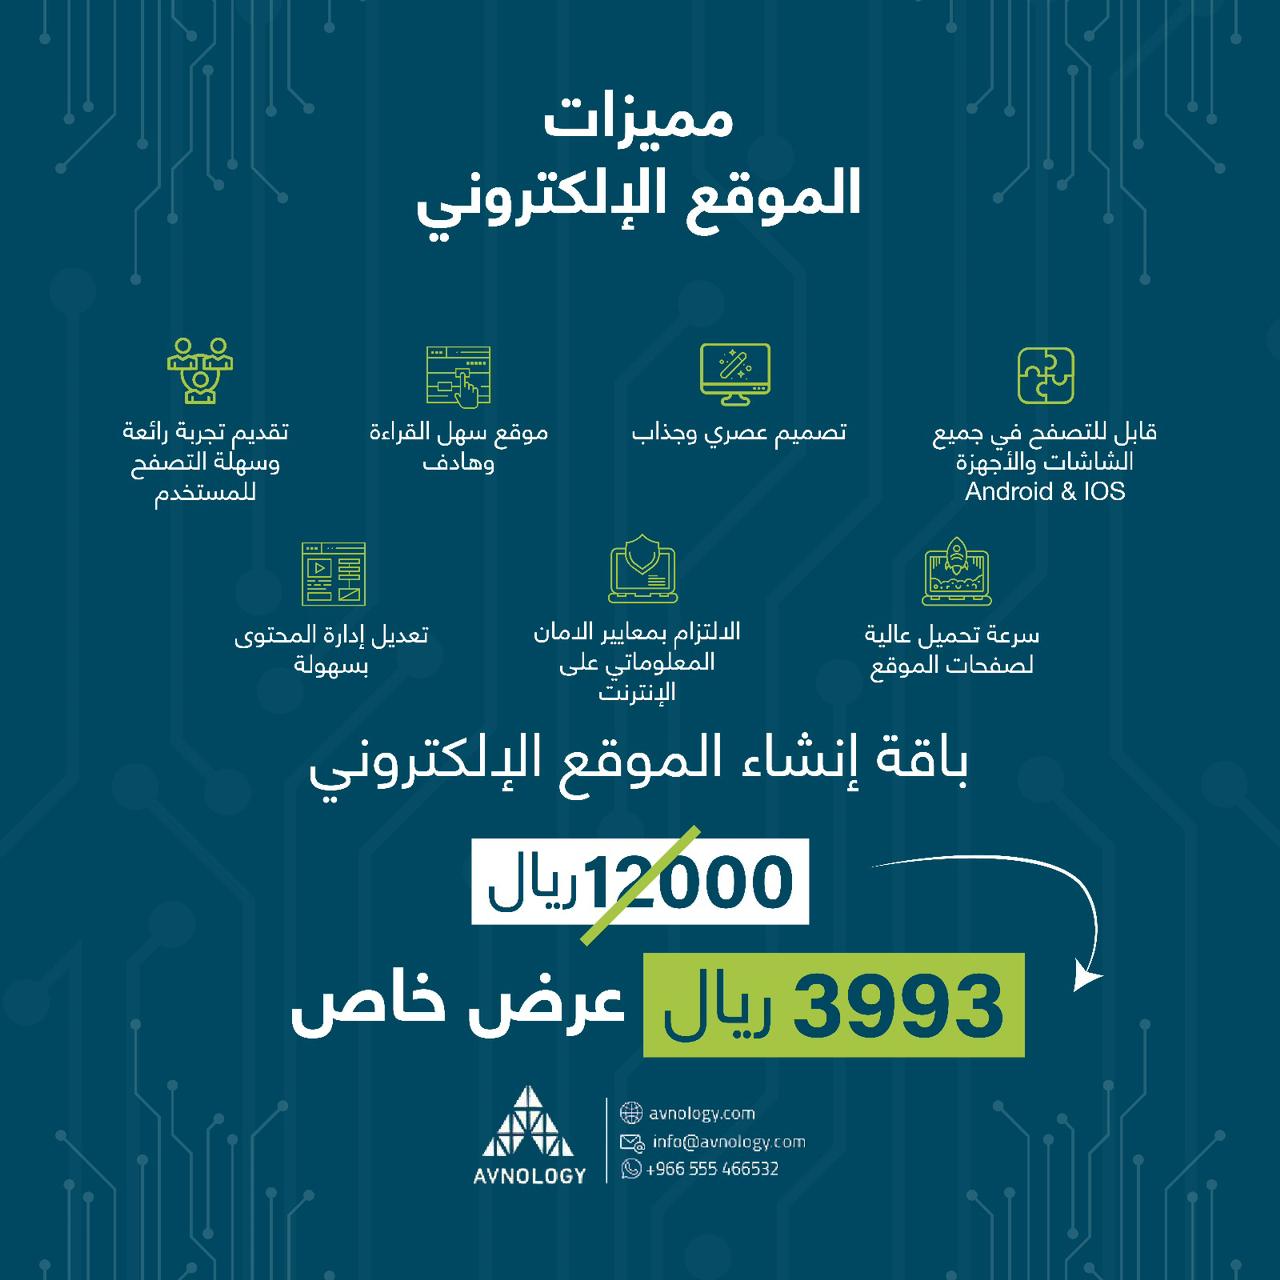 مميزات
الموقع الإلكتروني
قابل للتصفح في جميع
الشاشات والأجهزة
Android & IOS
تصميم عصري وجذاب
موقع سهل القراءة
وهادف
تقديم تجربة رائعة
وسهلة التصفح
للمستخدم
سرعة تحميل عالية
لصفحات الموقع
الالتزام بمعايير الامان
المعلوماتي على
الإنترنت
تعديل إدارة المحتوى
بسهولة
باقة إنشاء الموقع الإلكتروني
12000ريال
3993 ريال عرض خاص
AVNOLOGY
avnology.com
info@avnology.com
+966 555 466532